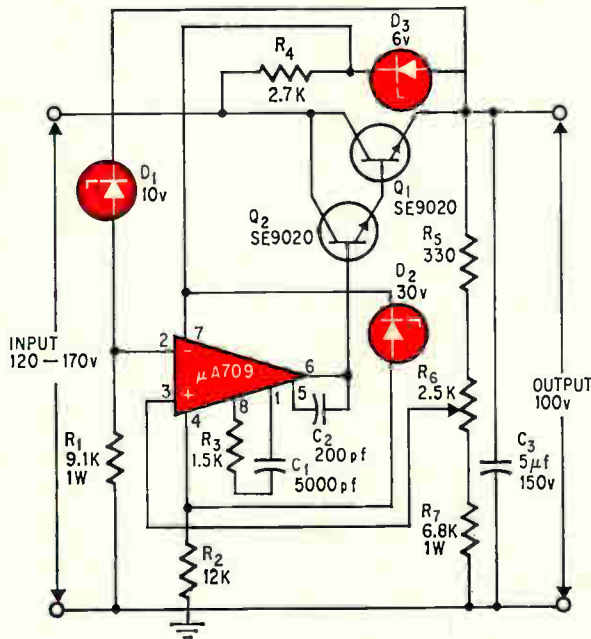 D3
6v
R4
2.7K
D1
10v
Q1
SE9020
Q2
SE9020
R5
330
D2
30v
INPUT
120–170v
2
7
−
μA709
6
3
+
4
8
1
5
R6
2.5K
OUTPUT
100v
R1
9.1K
1W
R3
1.5K
C2
200pf
C1
5000pf
C3
5μf
150v
R7
6.8K
1W
R2
12K